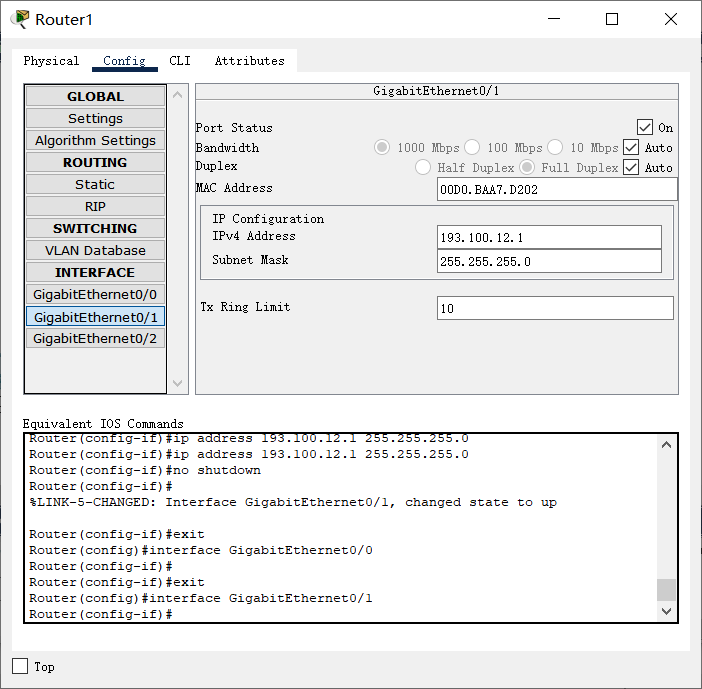 Router1
Physical Config CLI Attributes
GLOBAL
Settings
Algorithm Settings
ROUTING
Static
RIP
SWITCHING
VLAN Database
INTERFACE
GigabitEthernet0/0
GigabitEthernet0/1
GigabitEthernet0/2
GigabitEthernet0/1
Port Status On
Bandwidth 1000 Mbps 100 Mbps 10 Mbps Auto
Duplex Half Duplex Full Duplex Auto
MAC Address 00D0.BAA7.D202
IP Configuration
IPv4 Address 193.100.12.1
Subnet Mask 255.255.255.0
Tx Ring Limit 10
Equivalent IOS Commands
Router(config-if)#ip address 193.100.12.1 255.255.255.0
Router(config-if)#ip address 193.100.12.1 255.255.255.0
Router(config-if)#no shutdown
Router(config-if)#
%LINK-5-CHANGED: Interface GigabitEthernet0/1, changed state to up
Router(config-if)#exit
Router(config)#interface GigabitEthernet0/0
Router(config-if)#
Router(config-if)#exit
Router(config)#interface GigabitEthernet0/1
Router(config-if)#
Top